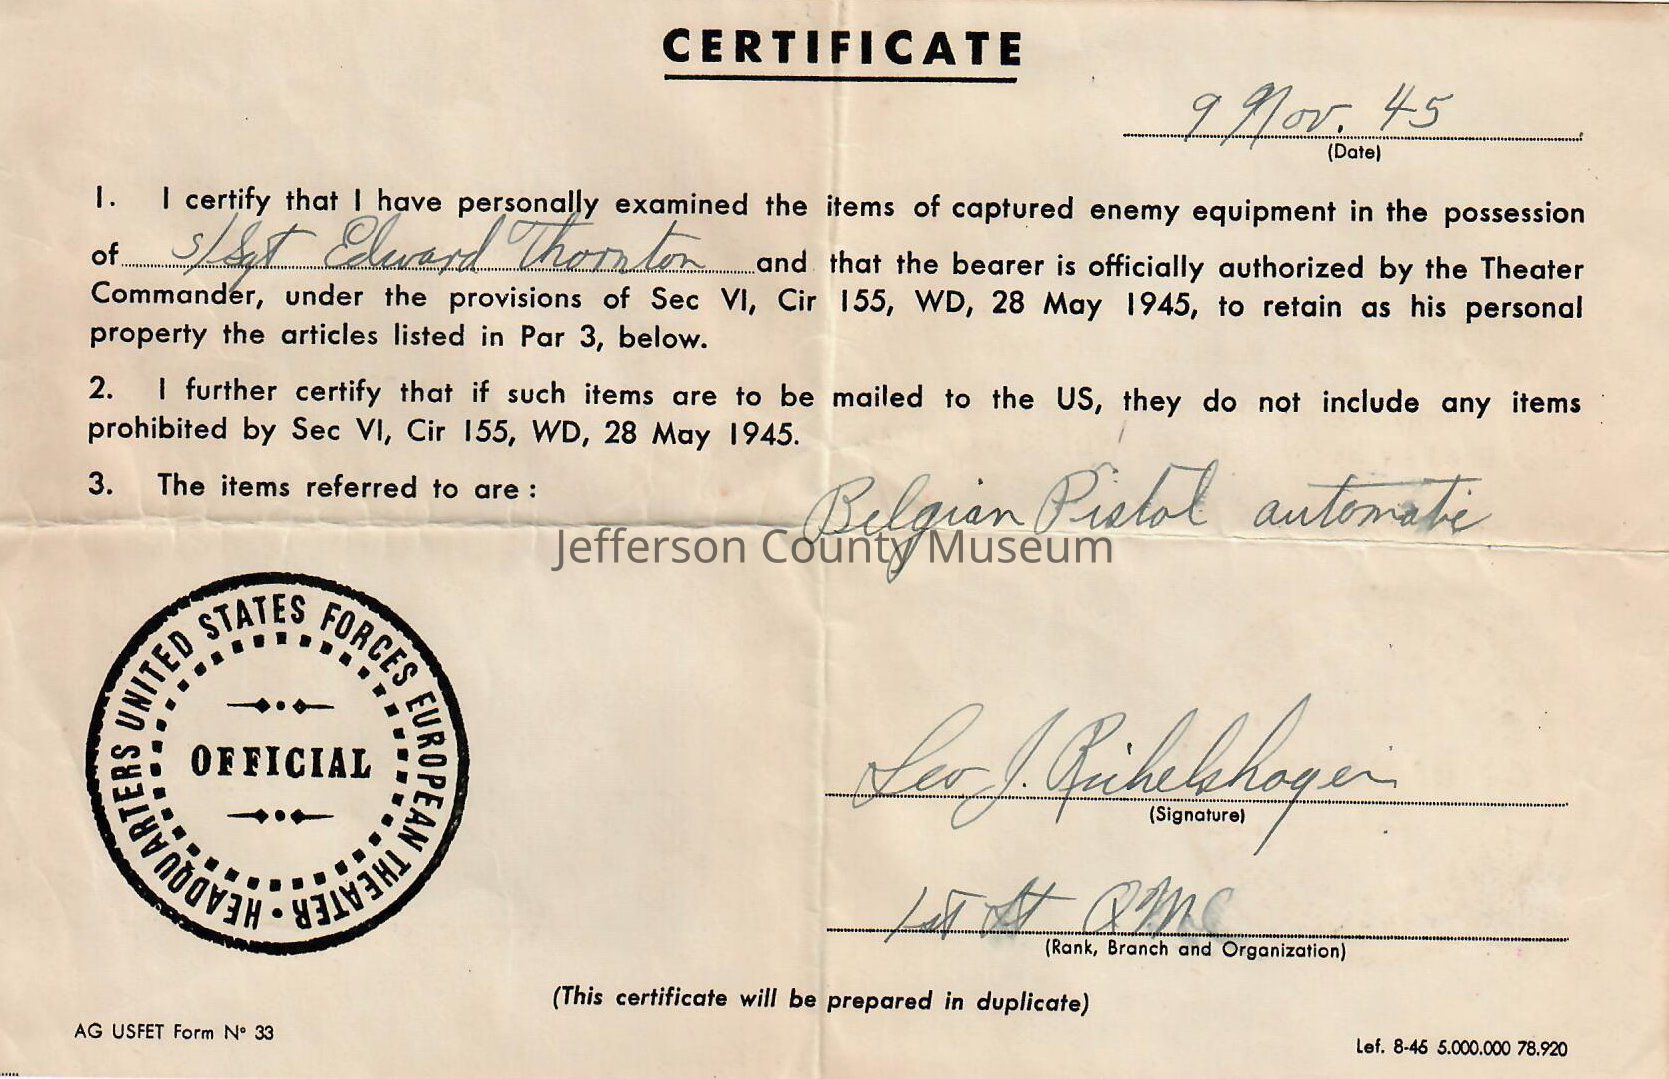 CERTIFICATE
9 Nov. 45
(Date)
1. I certify that I have personally examined the items of captured enemy equipment in the possession
of S/Sgt Edward Thornton and that the bearer is officially authorized by the Theater
Commander, under the provisions of Sec VI, Cir 155, WD, 28 May 1945, to retain as his personal
property the articles listed in Par 3, below.
2. I further certify that if such items are to be mailed to the US, they do not include any items
prohibited by Sec VI, Cir 155, WD, 28 May 1945.
3. The items referred to are :
Belgian Pistol automatic
Jefferson County Museum
HEADQUARTERS UNITED STATES FORCES EUROPEAN THEATER •
OFFICIAL
Leo J.
(Signature)
1st Lt QMC
(Rank, Branch and Organization)
(This certificate will be prepared in duplicate)
AG USFET Form Nº 33
Lef. 8-45 5.000.000 78.920